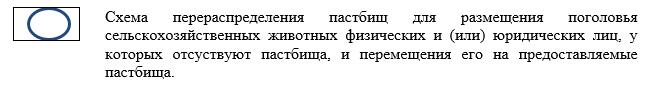 Схема перераспределения пастбищ для размещения поголовья
сельскохозяйственных животных физических и (или) юридических лиц, у
которых отсуствуют пастбища, и перемещения его на предоставляемые
пастбища.